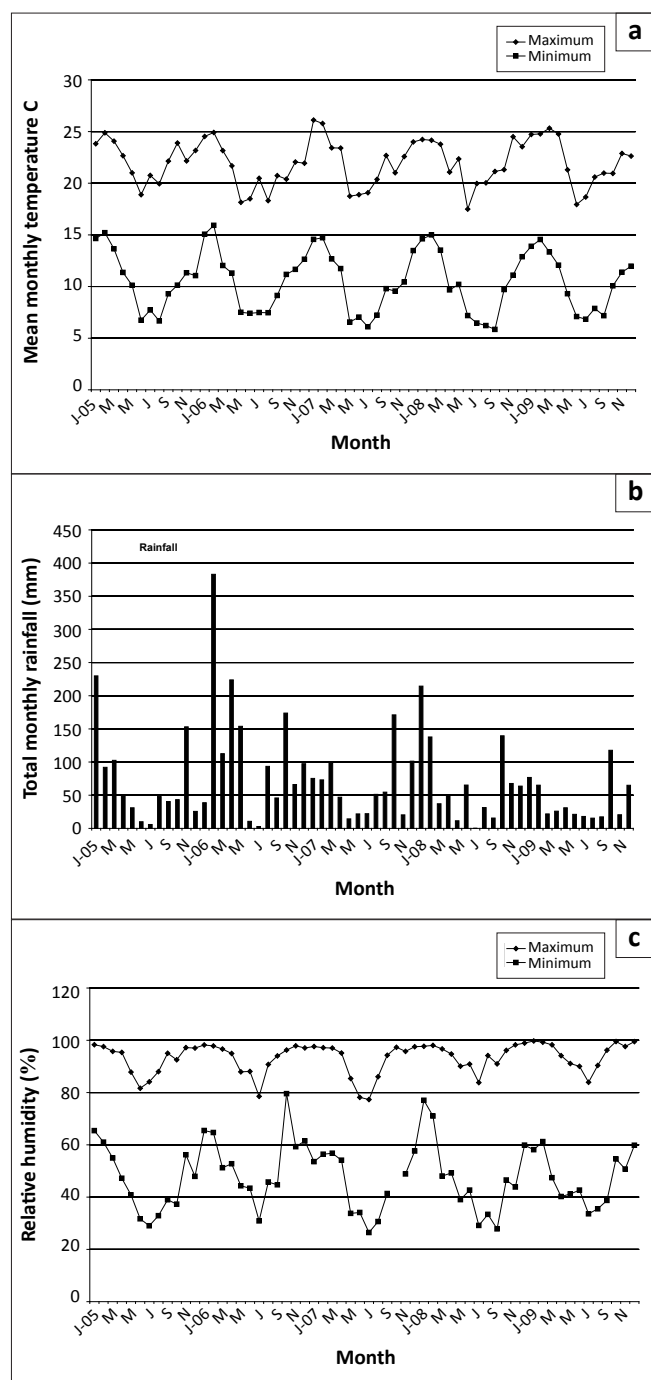 a
Maximum
Minimum
Mean monthly temperature C
30
25
20
15
10
5
0
J-05 M M J S N J-06 M M J S N J-07 M M J S N J-08 M M J S N J-09 M M J S N
Month
b
Rainfall
Total monthly rainfall (mm)
450
400
350
300
250
200
150
100
50
0
J-05 M M J S N J-06 M M J S N J-07 M M J S N J-08 M M J S N J-09 M M J S N
Month
c
Maximum
Minimum
Relative humidity (%)
120
100
80
60
40
20
0
J-05 M M J S N J-06 M M J S N J-07 M M J S N J-08 M M J S N J-09 M M J S N
Month